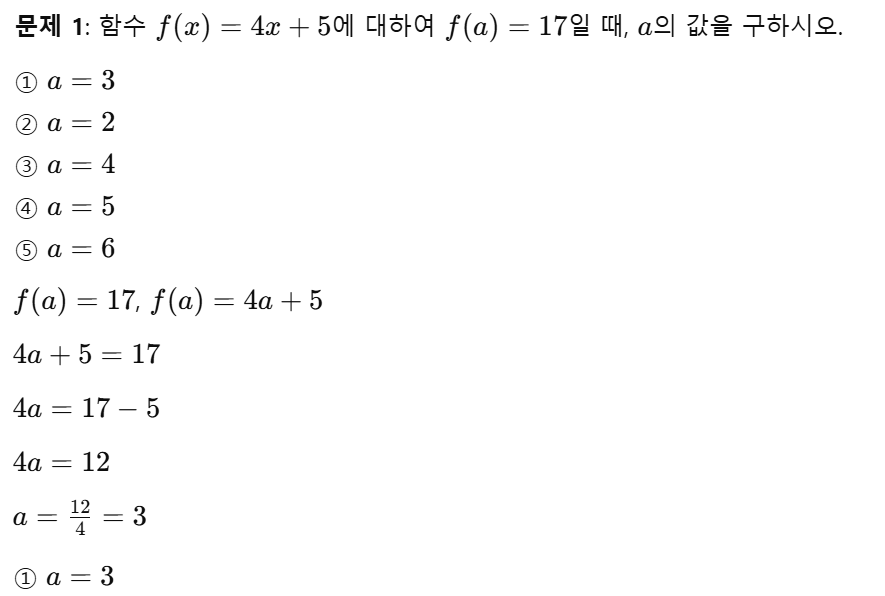 문제 1: 함수 f(x) = 4x + 5에 대하여 f(a) = 17일 때, a의 값을 구하시오.
① a = 3
② a = 2
③ a = 4
④ a = 5
⑤ a = 6
f(a) = 17, f(a) = 4a + 5
4a + 5 = 17
4a = 17 − 5
4a = 12
a = 12/4 = 3
① a = 3